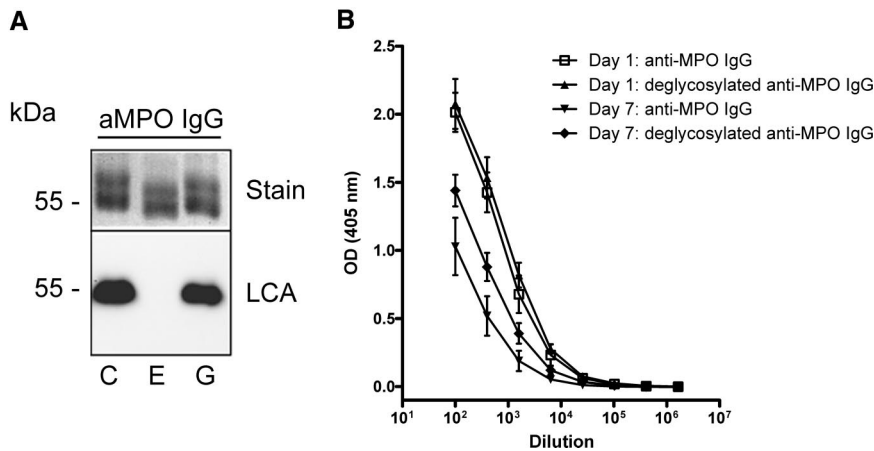 A
kDa
aMPO IgG
55 -
Stain
55 -
LCA
C E G
B
2.5
2.0
1.5
1.0
0.5
0.0
OD (405 nm)
10¹ 10² 10³ 10⁴ 10⁵ 10⁶ 10⁷
Dilution
Day 1: anti-MPO IgG
Day 1: deglycosylated anti-MPO IgG
Day 7: anti-MPO IgG
Day 7: deglycosylated anti-MPO IgG